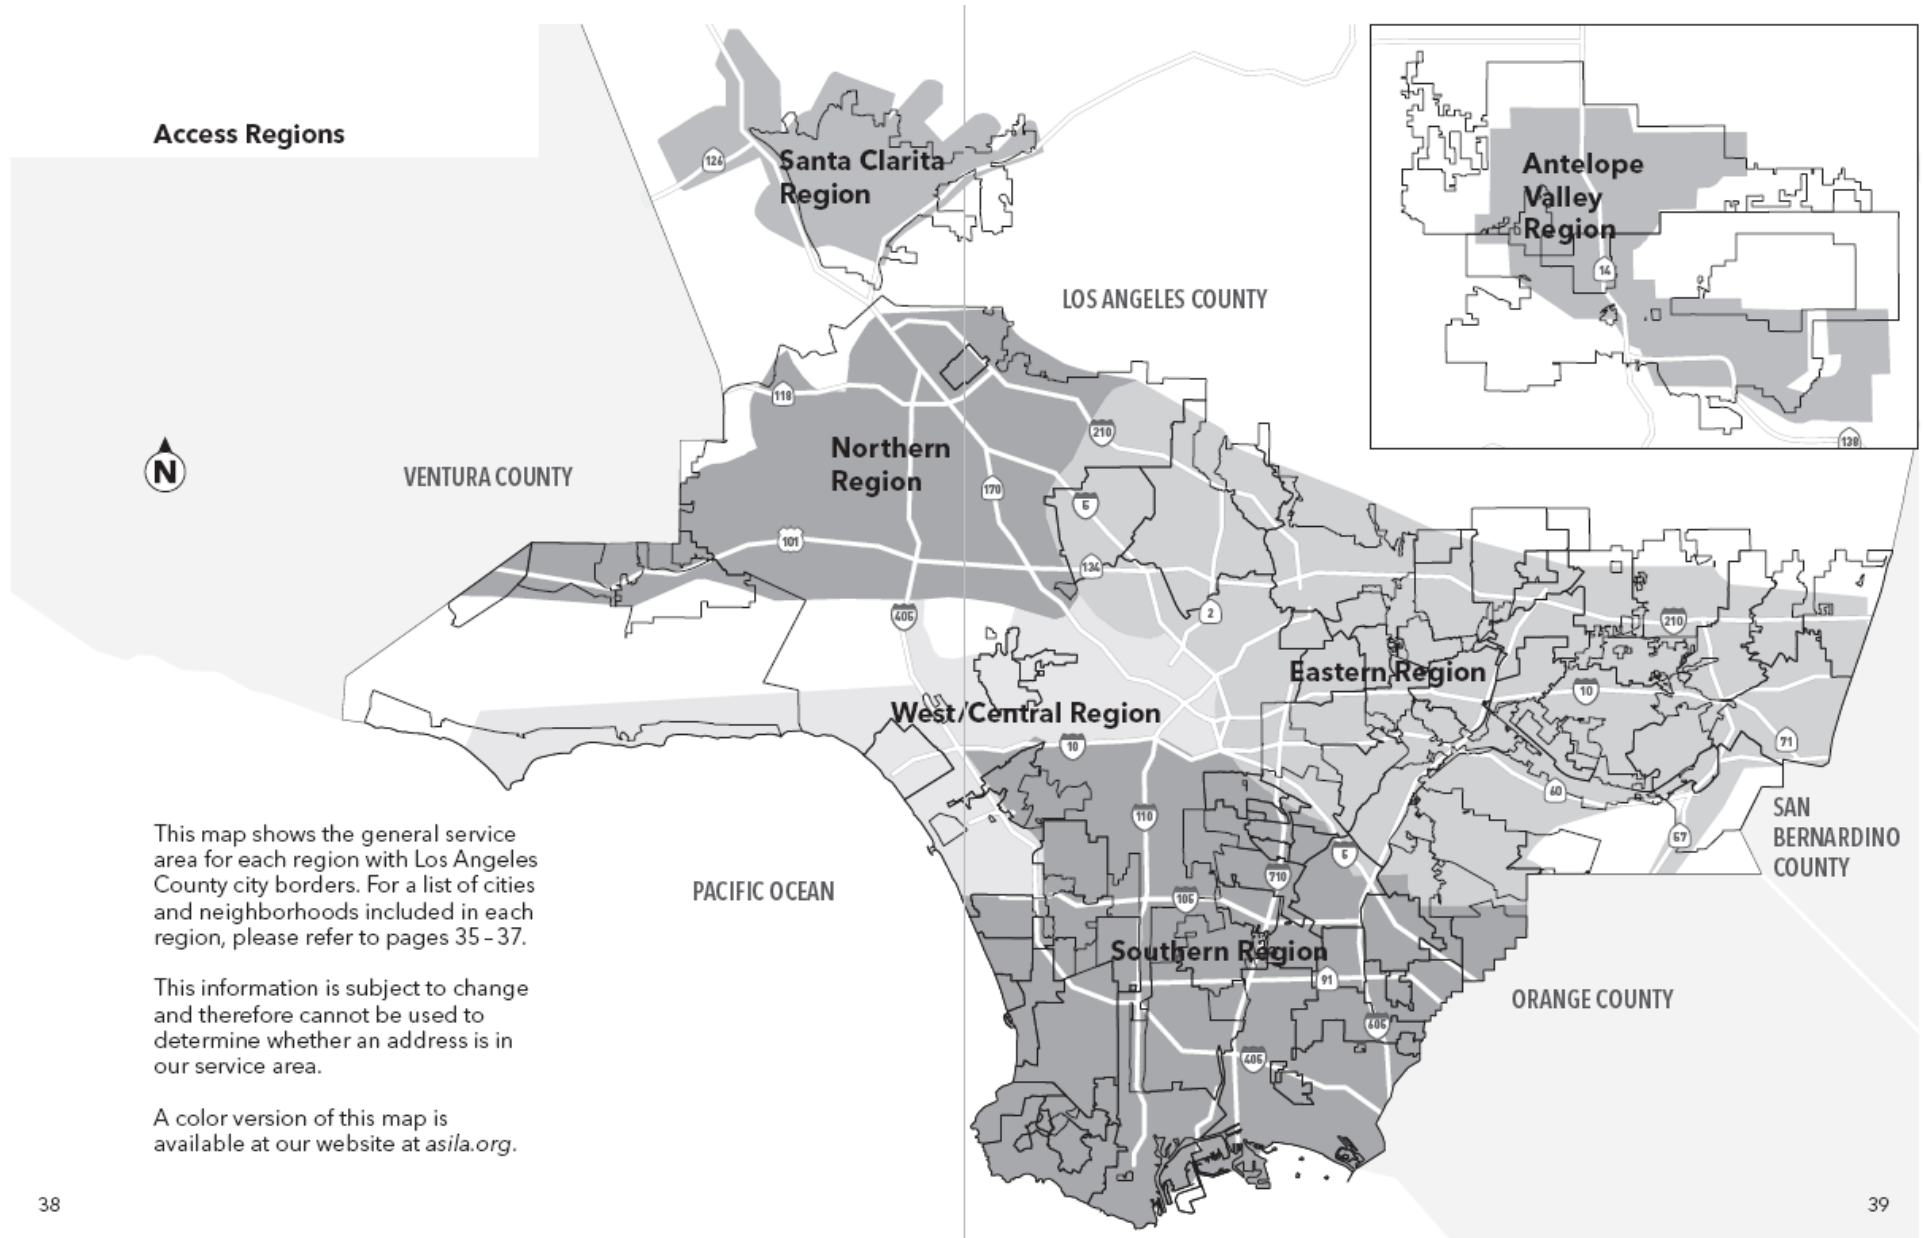 Access Regions
Santa Clarita
Region
126
Antelope
Valley
Region
14
138
LOS ANGELES COUNTY
118
210
Northern
Region
VENTURA COUNTY
170
5
101
134
405
2
210
Eastern Region
10
West/Central Region
10
71
60
57
SAN
BERNARDINO
COUNTY
110
5
710
105
PACIFIC OCEAN
Southern Region
91
ORANGE COUNTY
605
405
This map shows the general service
area for each region with Los Angeles
County city borders. For a list of cities
and neighborhoods included in each
region, please refer to pages 35–37.
This information is subject to change
and therefore cannot be used to
determine whether an address is in
our service area.
A color version of this map is
available at our website at asila.org.
N
38
39